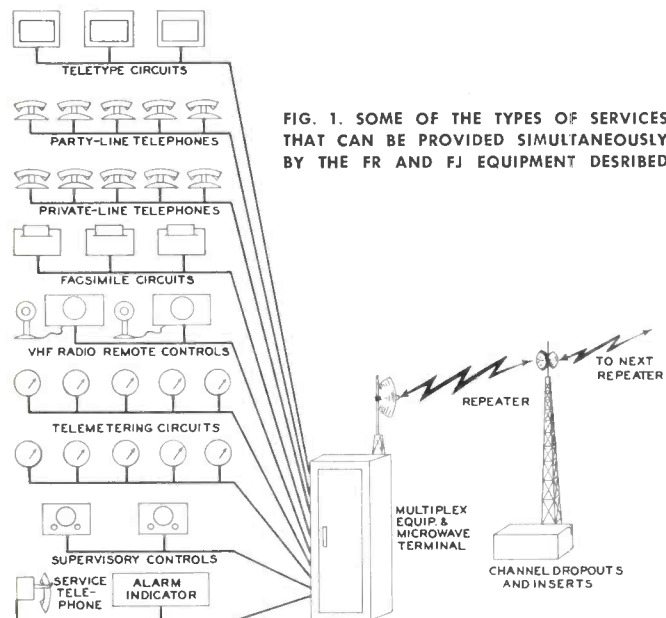 TELETYPE CIRCUITS
FIG. 1. SOME OF THE TYPES OF SERVICES
THAT CAN BE PROVIDED SIMULTANEOUSLY
BY THE FR AND FJ EQUIPMENT DESRIBED
PARTY-LINE TELEPHONES
PRIVATE-LINE TELEPHONES
FACSIMILE CIRCUITS
VHF RADIO REMOTE CONTROLS
TELEMETERING CIRCUITS
SUPERVISORY CONTROLS
SERVICE
TELE-
PHONE
ALARM
INDICATOR
MULTIPLEX
EQUIP. &
MICROWAVE
TERMINAL
REPEATER
TO NEXT
REPEATER
CHANNEL DROPOUTS
AND INSERTS